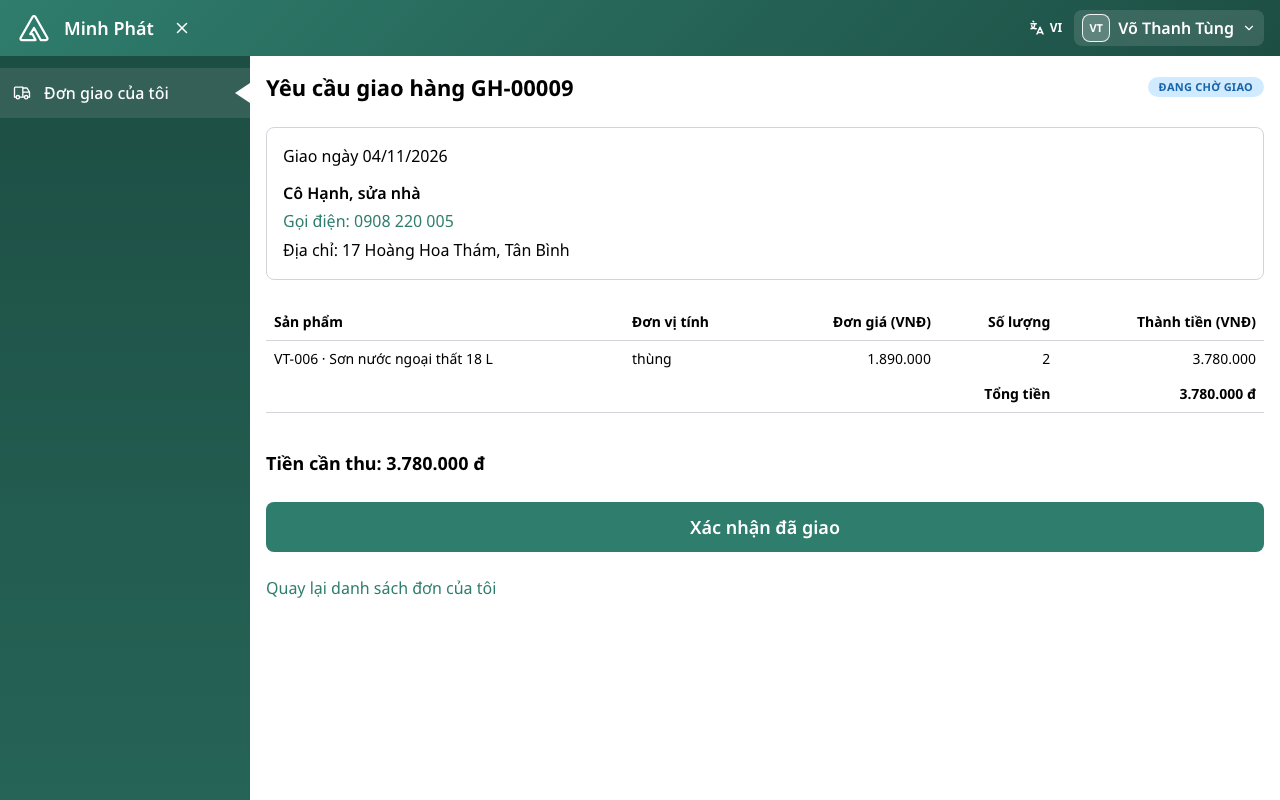 Minh Phát
VI
VT
Võ Thanh Tùng
Đơn giao của tôi
Yêu cầu giao hàng GH-00009
ĐANG CHỜ GIAO
Giao ngày 04/11/2026
Cô Hạnh, sửa nhà
Gọi điện: 0908 220 005
Địa chỉ: 17 Hoàng Hoa Thám, Tân Bình
Sản phẩm Đơn vị tính Đơn giá (VNĐ) Số lượng Thành tiền (VNĐ)
VT-006 · Sơn nước ngoại thất 18 L thùng 1.890.000 2 3.780.000
Tổng tiền 3.780.000 đ
Tiền cần thu: 3.780.000 đ
Xác nhận đã giao
Quay lại danh sách đơn của tôi